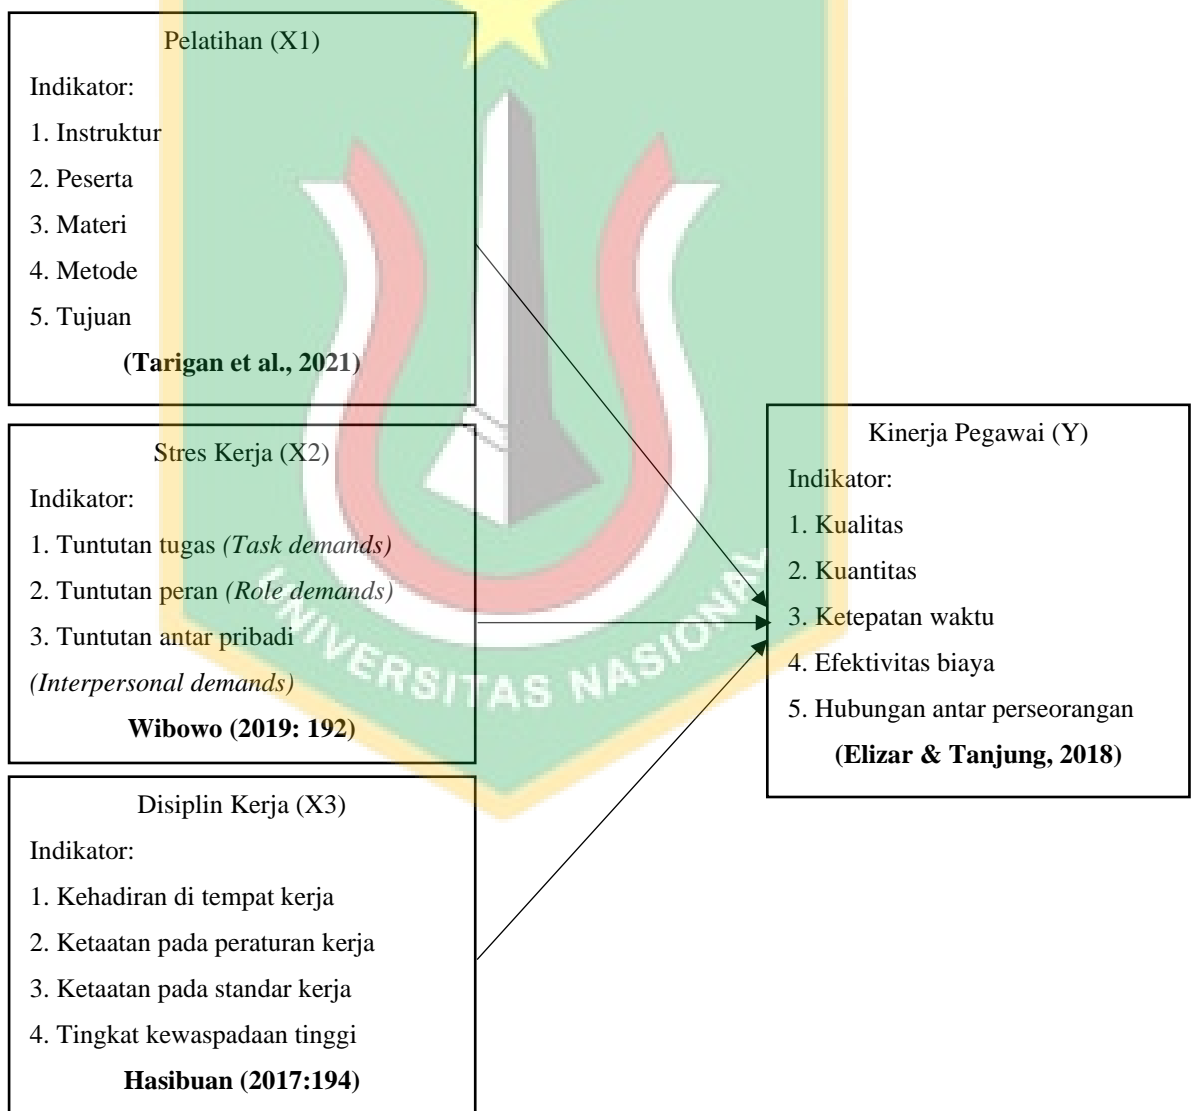 Pelatihan (X1)
Indikator:
1. Instruktur
2. Peserta
3. Materi
4. Metode
5. Tujuan
(Tarigan et al., 2021)
Stres Kerja (X2)
Indikator:
1. Tuntutan tugas (Task demands)
2. Tuntutan peran (Role demands)
3. Tuntutan antar pribadi
(Interpersonal demands)
Wibowo (2019: 192)
Disiplin Kerja (X3)
Indikator:
1. Kehadiran di tempat kerja
2. Ketaatan pada peraturan kerja
3. Ketaatan pada standar kerja
4. Tingkat kewaspadaan tinggi
Hasibuan (2017:194)
Kinerja Pegawai (Y)
Indikator:
1. Kualitas
2. Kuantitas
3. Ketepatan waktu
4. Efektivitas biaya
5. Hubungan antar perseorangan
(Elizar & Tanjung, 2018)
UNIVERSITAS NASIONAL